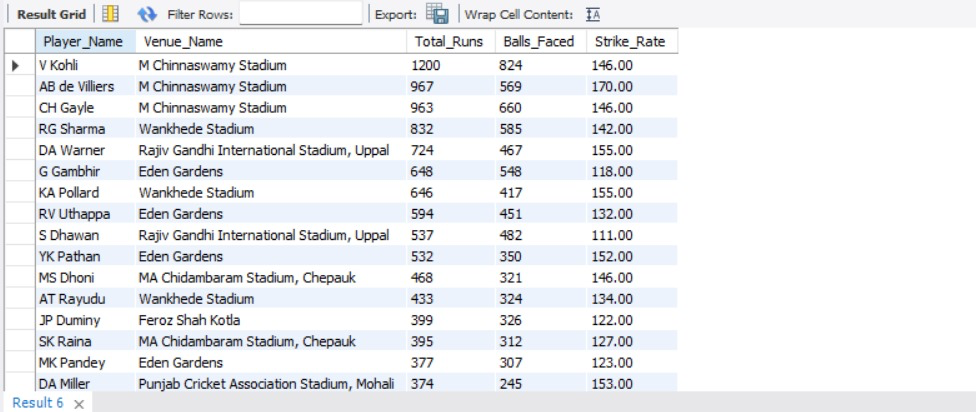 Result Grid Filter Rows: Export: Wrap Cell Content: IA
Player_Name Venue_Name Total_Runs Balls_Faced Strike_Rate
V Kohli M Chinnaswamy Stadium 1200 824 146.00
AB de Villiers M Chinnaswamy Stadium 967 569 170.00
CH Gayle M Chinnaswamy Stadium 963 660 146.00
RG Sharma Wankhede Stadium 832 585 142.00
DA Warner Rajiv Gandhi International Stadium, Uppal 724 467 155.00
G Gambhir Eden Gardens 648 548 118.00
KA Pollard Wankhede Stadium 646 417 155.00
RV Uthappa Eden Gardens 594 451 132.00
S Dhawan Rajiv Gandhi International Stadium, Uppal 537 482 111.00
YK Pathan Eden Gardens 532 350 152.00
MS Dhoni MA Chidambaram Stadium, Chepauk 468 321 146.00
AT Rayudu Wankhede Stadium 433 324 134.00
JP Duminy Feroz Shah Kotla 399 326 122.00
SK Raina MA Chidambaram Stadium, Chepauk 395 312 127.00
MK Pandey Eden Gardens 377 307 123.00
DA Miller Punjab Cricket Association Stadium, Mohali 374 245 153.00
Result 6 ×